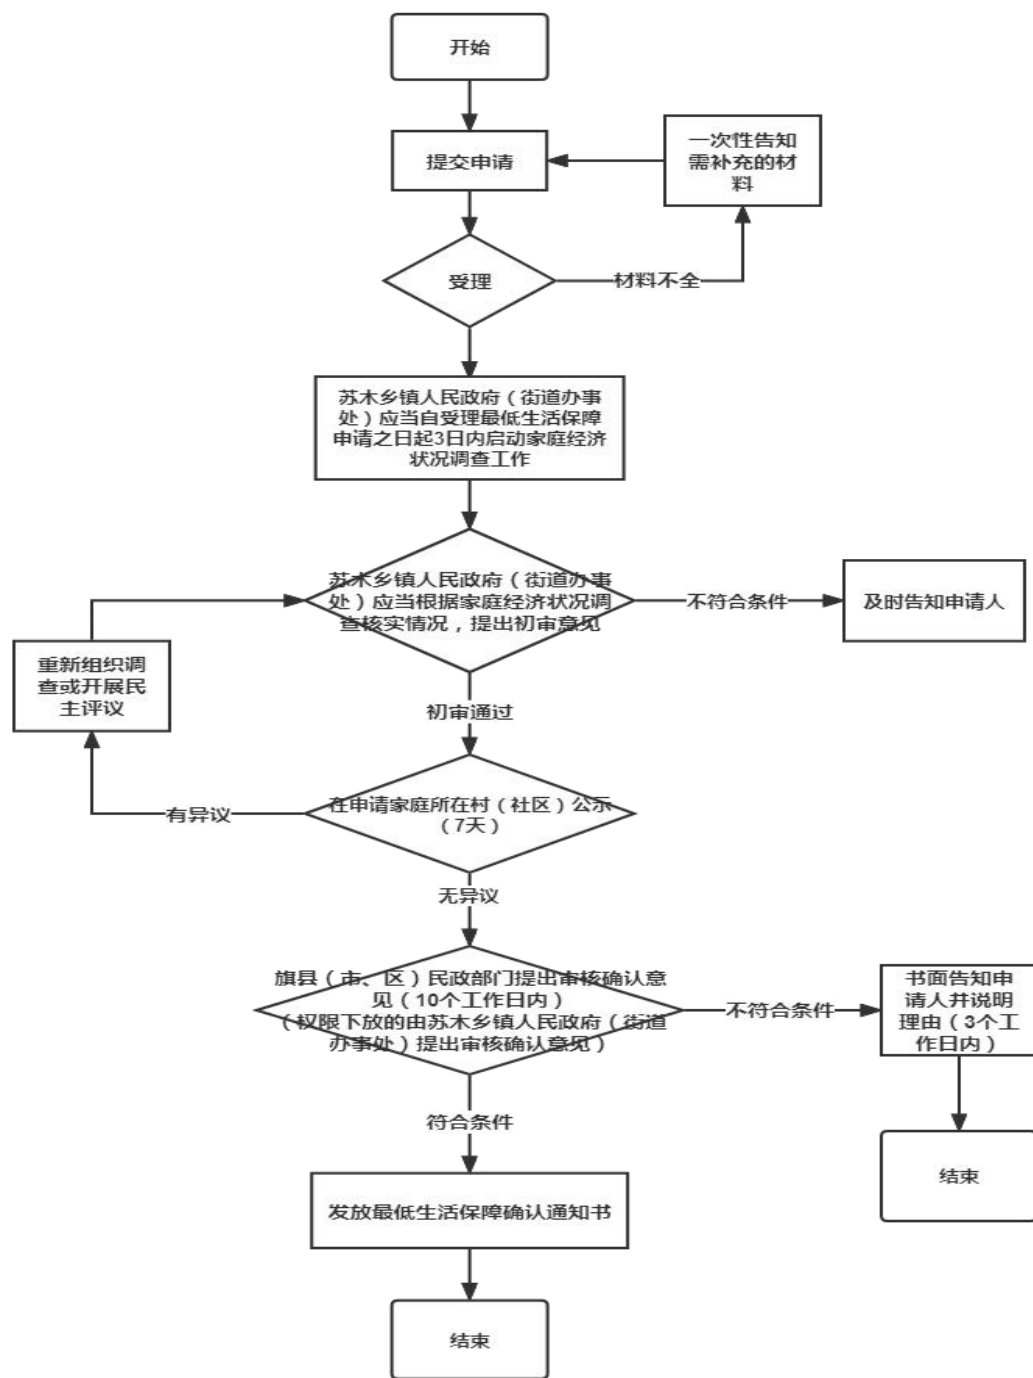 开始
提交申请
一次性告知
需补充的材
料
受理
材料不全
苏木乡镇人民政府（街道办事
处）应当自受理最低生活保障
申请之日起3日内启动家庭经济
状况调查工作
苏木乡镇人民政府（街道办事
处）应当根据家庭经济状况调
查核实情况，提出初审意见
不符合条件
及时告知申请人
重新组织调
查或开展民
主评议
初审通过
在申请家庭所在村（社区）公示
（7天）
有异议
无异议
旗县（市、区）民政部门提出审核确认意
见（10个工作日内）
（权限下放的由苏木乡镇人民政府（街道
办事处）提出审核确认意见）
不符合条件
书面告知申
请人并说明
理由（3个工
作日内）
符合条件
结束
发放最低生活保障确认通知书
结束